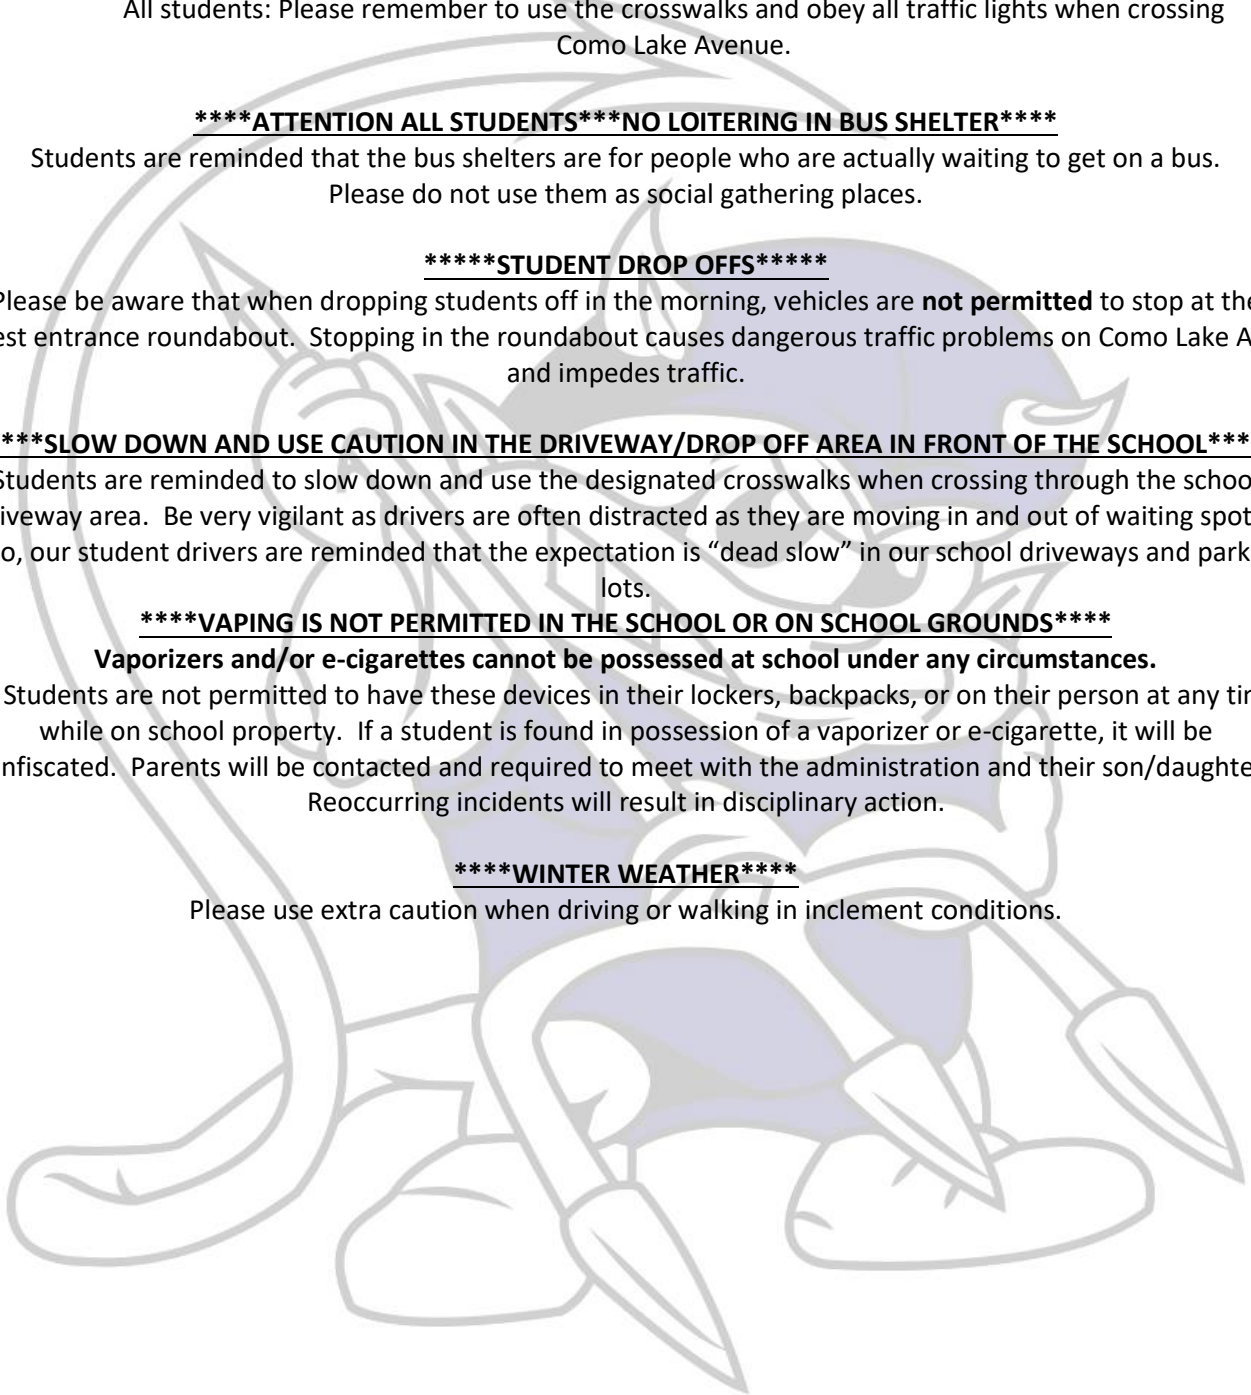 All students: Please remember to use the crosswalks and obey all traffic lights when crossing
Como Lake Avenue.
****ATTENTION ALL STUDENTS***NO LOITERING IN BUS SHELTER****
Students are reminded that the bus shelters are for people who are actually waiting to get on a bus.
Please do not use them as social gathering places.
*****STUDENT DROP OFFS*****
Please be aware that when dropping students off in the morning, vehicles are not permitted to stop at the
est entrance roundabout. Stopping in the roundabout causes dangerous traffic problems on Como Lake A
and impedes traffic.
***SLOW DOWN AND USE CAUTION IN THE DRIVEWAY/DROP OFF AREA IN FRONT OF THE SCHOOL***
Students are reminded to slow down and use the designated crosswalks when crossing through the schoo
iveway area. Be very vigilant as drivers are often distracted as they are moving in and out of waiting spot
o, our student drivers are reminded that the expectation is “dead slow” in our school driveways and park
lots.
****VAPING IS NOT PERMITTED IN THE SCHOOL OR ON SCHOOL GROUNDS****
Vaporizers and/or e-cigarettes cannot be possessed at school under any circumstances.
Students are not permitted to have these devices in their lockers, backpacks, or on their person at any tin
while on school property. If a student is found in possession of a vaporizer or e-cigarette, it will be
nfiscated. Parents will be contacted and required to meet with the administration and their son/daughte
Reoccurring incidents will result in disciplinary action.
****WINTER WEATHER****
Please use extra caution when driving or walking in inclement conditions.